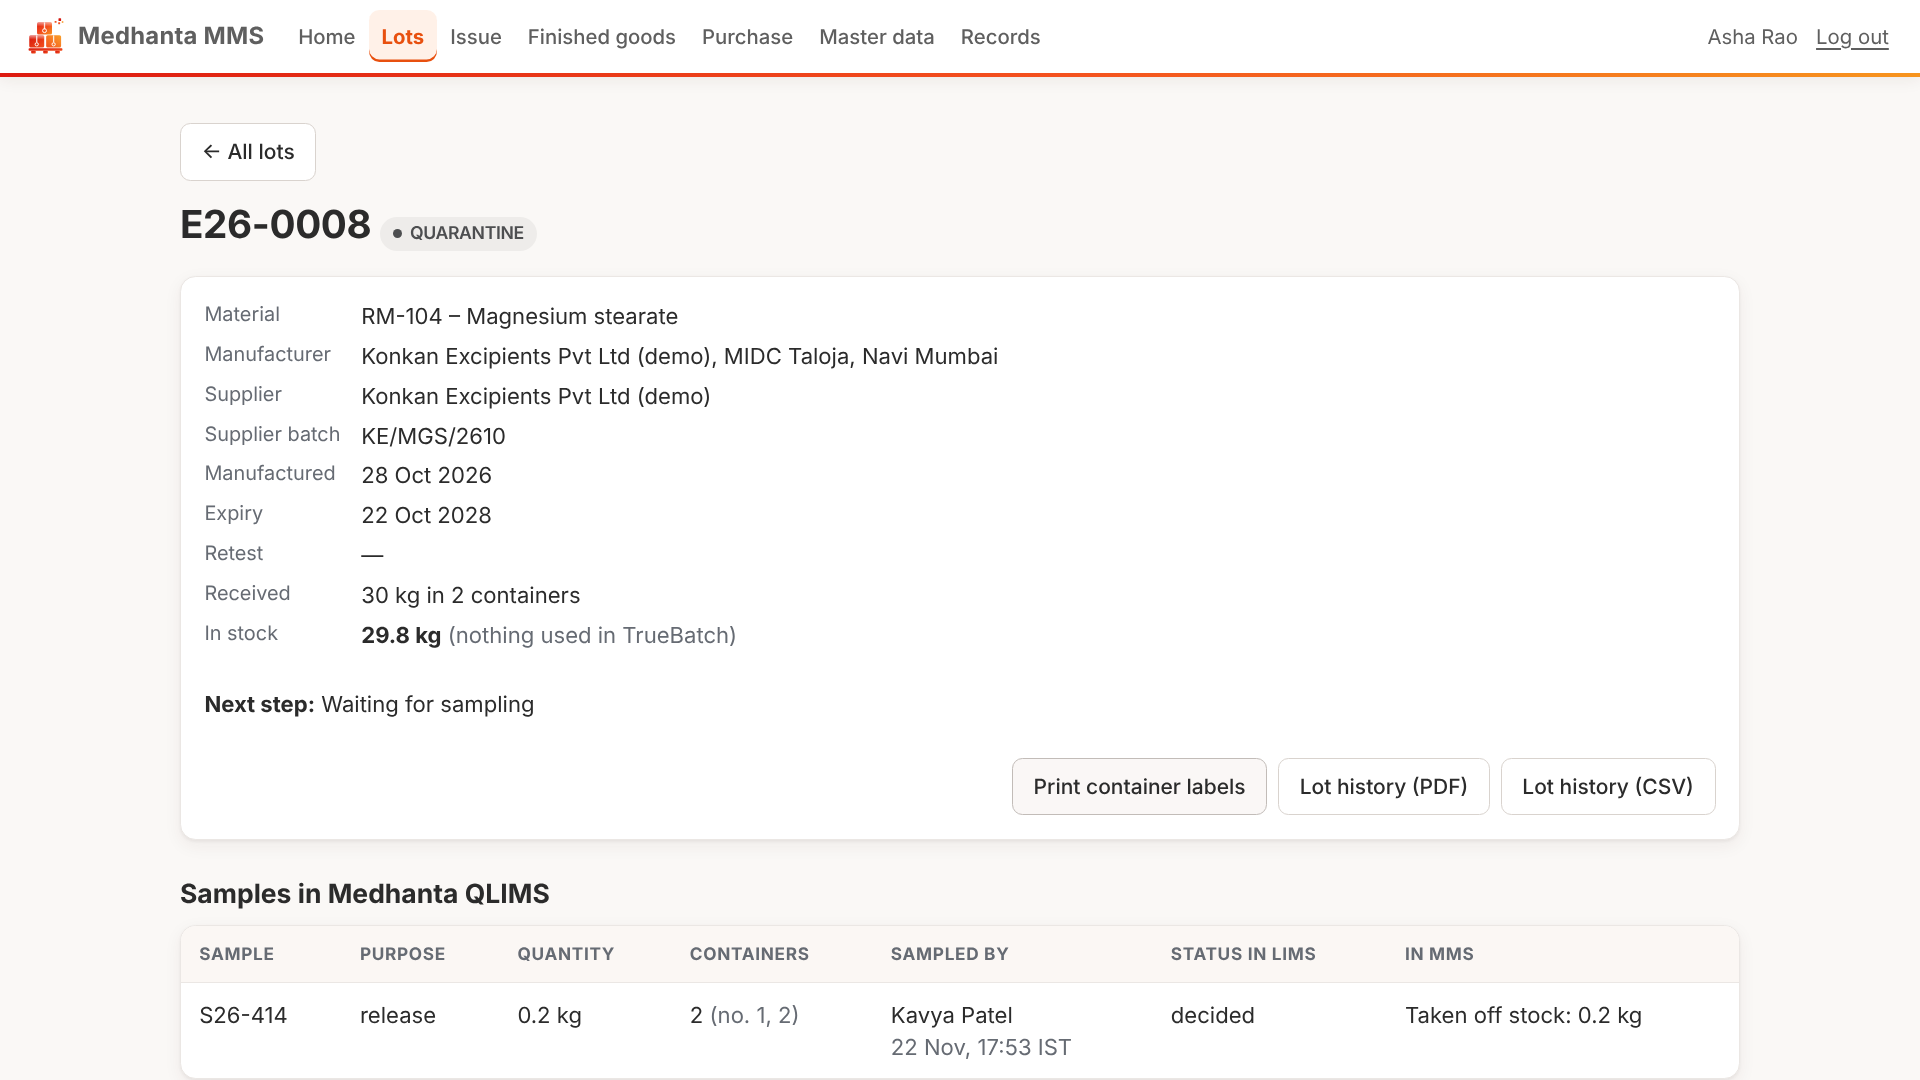 Medhanta MMS Home Lots Issue Finished goods Purchase Master data Records Asha Rao Log out
← All lots
E26-0008 • QUARANTINE
Material RM-104 – Magnesium stearate
Manufacturer Konkan Excipients Pvt Ltd (demo), MIDC Taloja, Navi Mumbai
Supplier Konkan Excipients Pvt Ltd (demo)
Supplier batch KE/MGS/2610
Manufactured 28 Oct 2026
Expiry 22 Oct 2028
Retest —
Received 30 kg in 2 containers
In stock 29.8 kg (nothing used in TrueBatch)
Next step: Waiting for sampling
Print container labels Lot history (PDF) Lot history (CSV)
Samples in Medhanta QLIMS
SAMPLE PURPOSE QUANTITY CONTAINERS SAMPLED BY STATUS IN LIMS IN MMS
S26-414 release 0.2 kg 2 (no. 1, 2) Kavya Patel decided Taken off stock: 0.2 kg
22 Nov, 17:53 IST